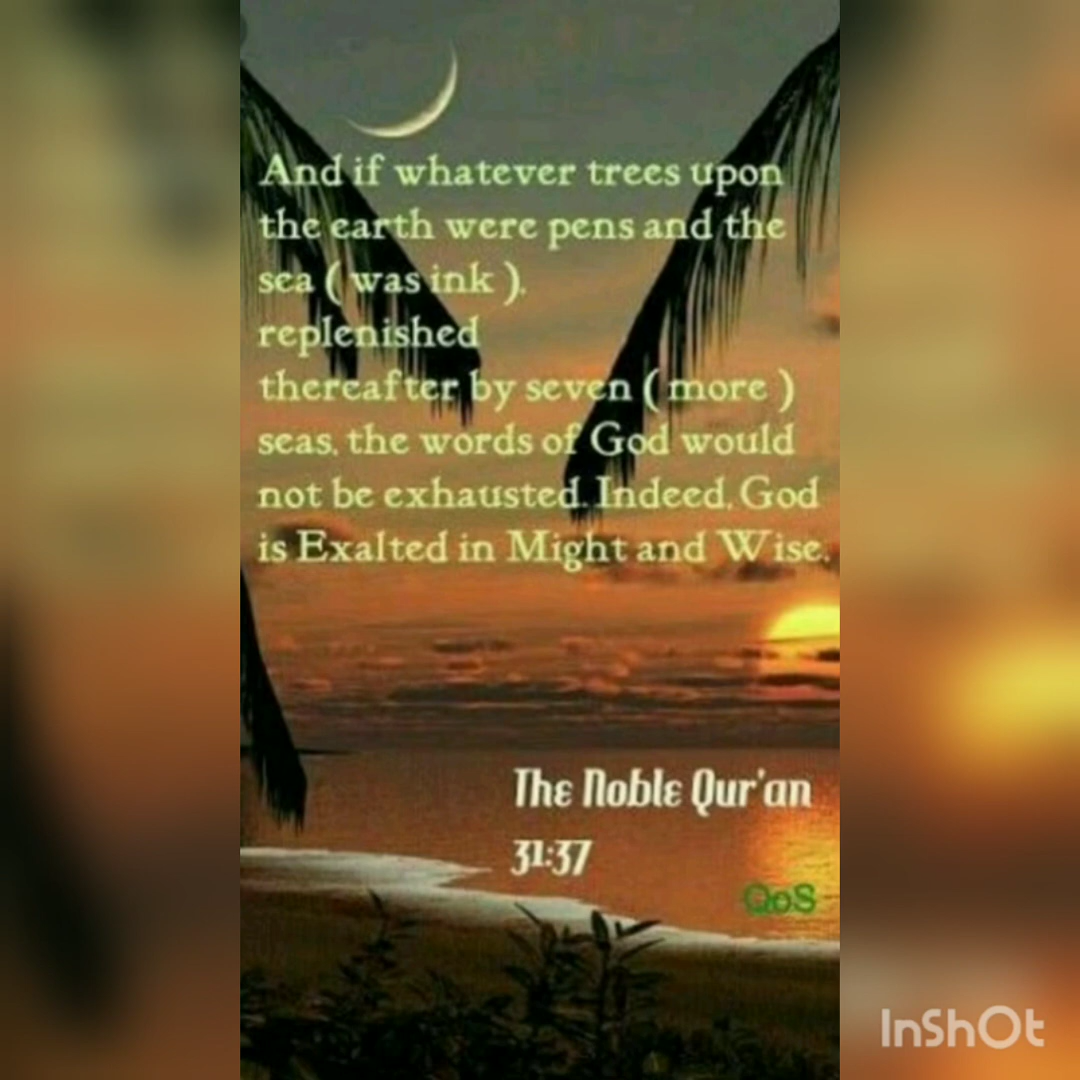 And if whatever trees upon
the earth were pens and the
sea ( was ink ),
replenished
thereafter by seven ( more )
seas, the words of God would
not be exhausted. Indeed, God
is Exalted in Might and Wise.
The Noble Qur'an
31:37
QoS
InShOt